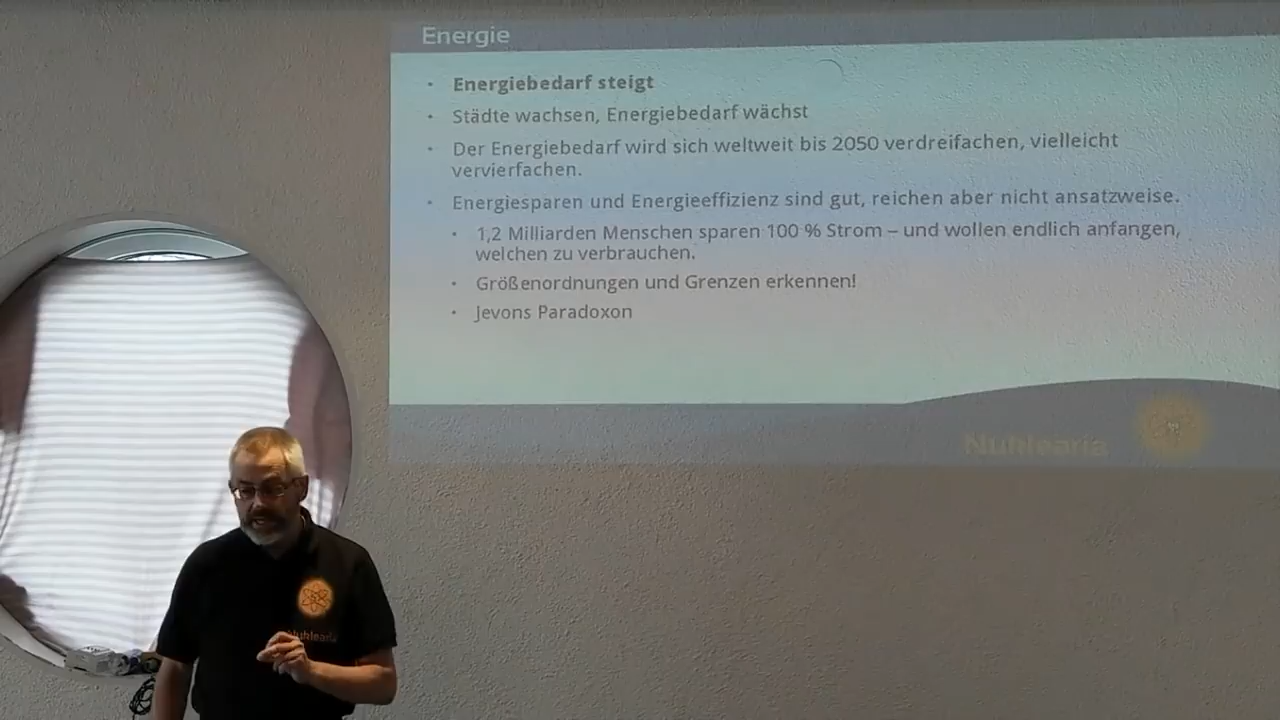 Energie
• Energiebedarf steigt
• Städte wachsen, Energiebedarf wächst
• Der Energiebedarf wird sich weltweit bis 2050 verdreifachen, vielleicht
vervierfachen.
• Energiesparen und Energieeffizienz sind gut, reichen aber nicht ansatzweise.
• 1,2 Milliarden Menschen sparen 100 % Strom – und wollen endlich anfangen,
welchen zu verbrauchen.
• Größenordnungen und Grenzen erkennen!
• Jevons Paradoxon
Nuklearia
Nuklearia